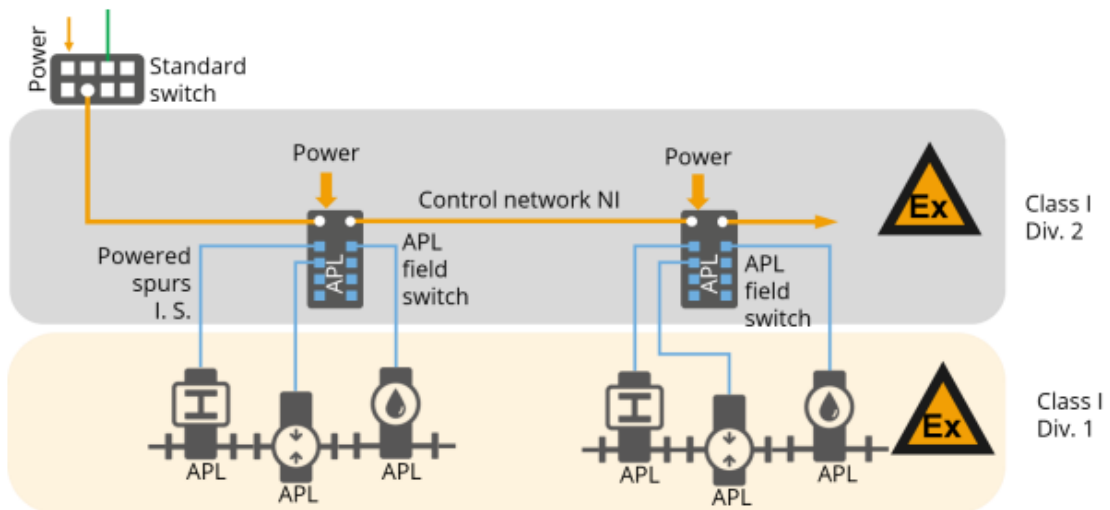 Power
Standard
switch
Power
Power
Control network NI
Ex
Class I
Div. 2
Powered
spurs
I. S.
APL
APL
field
switch
APL
APL
field
switch
Ex
Class I
Div. 1
APL
APL
APL
APL
APL
APL